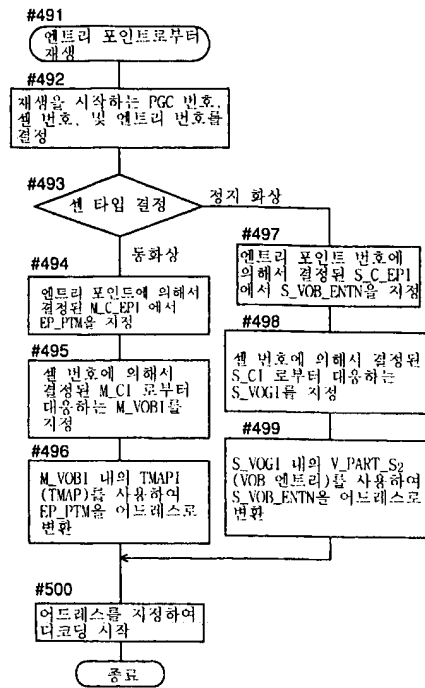 #491
엔트리 포인트로부터
재생
#492
재생을 시작하는 PGC 번호,
셀 번호, 및 엔트리 번호를
결정
#493
셀 타입 결정
정지 화상
동화상
#494
엔트리 포인트에 의해서
결정된 M_C_EPI 에서
EP_PTM을 지정
#495
셀 번호에 의해서
결정된 M_CI 로부터
대응하는 M_VOBI를
지정
#496
M_VOBI 내의 TMAPI
(TMAP)를 사용하여
EP_PTM을 어드레스로
변환
#497
엔트리 포인트 번호에
의해서 결정된 S_C_EPI
에서 S_VOB_ENTN을 지정
#498
셀 번호에 의해서 결정된
S_CI 로부터 대응하는
S_VOGI를 지정
#499
S_VOGI 내의 V_PART_S₂
(VOB 엔트리)를 사용하여
S_VOB_ENTN을 어드레스로
변환
#500
어드레스를 지정하여
디코딩 시작
종료